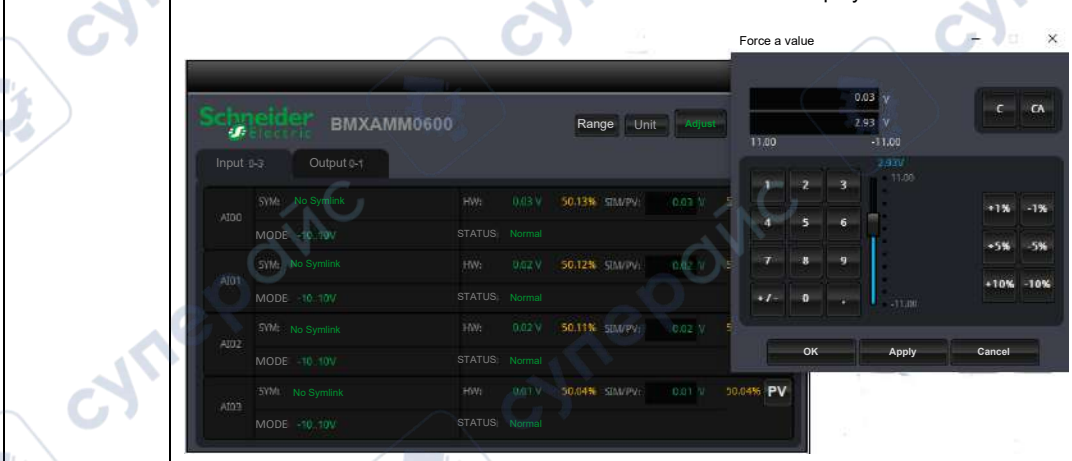 Force a value
Schneider
Electric
BMXAMM0600
Range
Unit
Adjust
Input 0-3
Output 0-1
AI00
SYM: No Symlink
HW: 0.03 V 50.13% SIM/PV: 0.03 V 5
MODE -10..10V
STATUS: Normal
AI01
SYM: No Symlink
HW: 0.02 V 50.12% SIM/PV: 0.02 V 5
MODE -10..10V
STATUS: Normal
AI02
SYM: No Symlink
HW: 0.02 V 50.11% SIM/PV: 0.02 V 5
MODE -10..10V
STATUS: Normal
AI03
SYM: No Symlink
HW: 0.01 V 50.04% SIM/PV: 0.01 V 50.04% PV
MODE -10..10V
STATUS: Normal
0.03 V
2.93 V
11.00 -11.00
C CA
2.93V
11.00
-11.00
1 2 3
4 5 6
7 8 9
+/- 0 .
+1% -1%
+5% -5%
+10% -10%
OK Apply Cancel
суперайс
суперайс